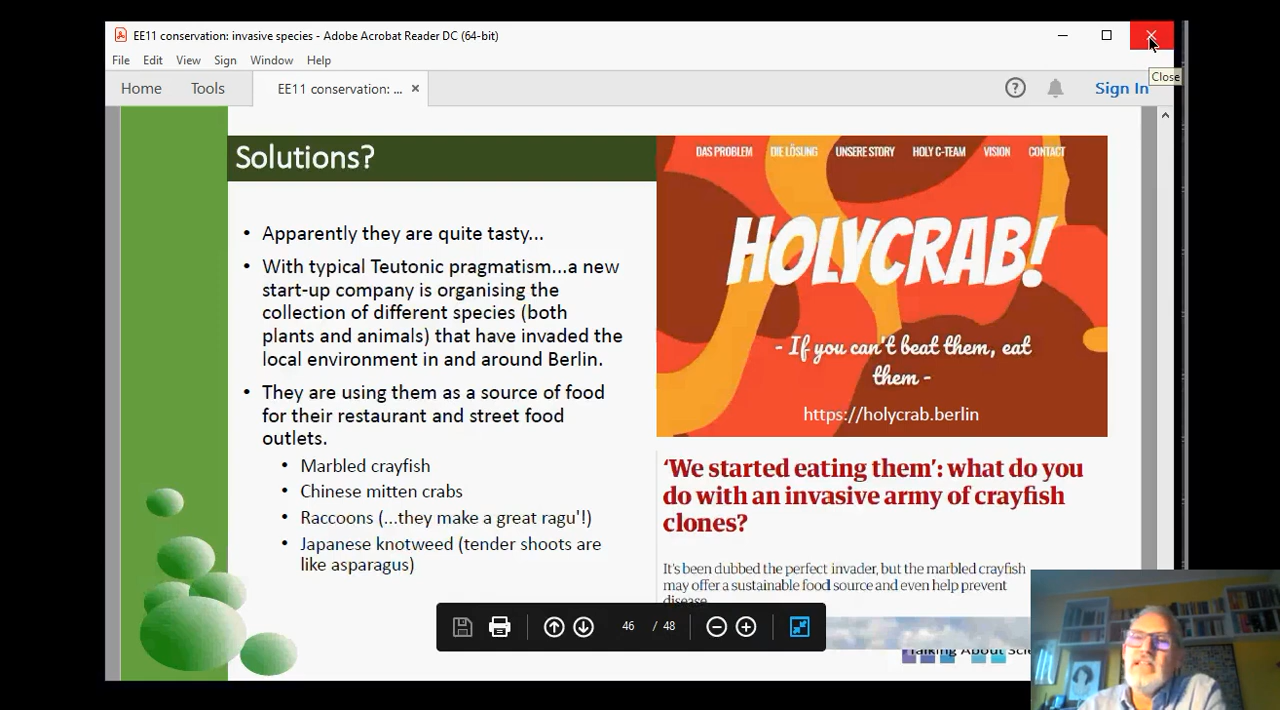 EE11 conservation: invasive species - Adobe Acrobat Reader DC (64-bit)
File Edit View Sign Window Help
Close
Home Tools EE11 conservation: ... × Sign In
Solutions?
• Apparently they are quite tasty...
• With typical Teutonic pragmatism...a new
start-up company is organising the
collection of different species (both
plants and animals) that have invaded the
local environment in and around Berlin.
• They are using them as a source of food
for their restaurant and street food
outlets.
• Marbled crayfish
• Chinese mitten crabs
• Raccoons (...they make a great ragu'!)
• Japanese knotweed (tender shoots are
like asparagus)
DAS PROBLEM DIE LÖSUNG UNSERE STORY HOLY C-TEAM VISION CONTACT
HOLYCRAB!
- If you can't beat them, eat
them -
https://holycrab.berlin
‘We started eating them’: what do you
do with an invasive army of crayfish
clones?
It's been dubbed the perfect invader, but the marbled crayfish
may offer a sustainable food source and even help prevent
disease
46 / 48
Talking About Scie